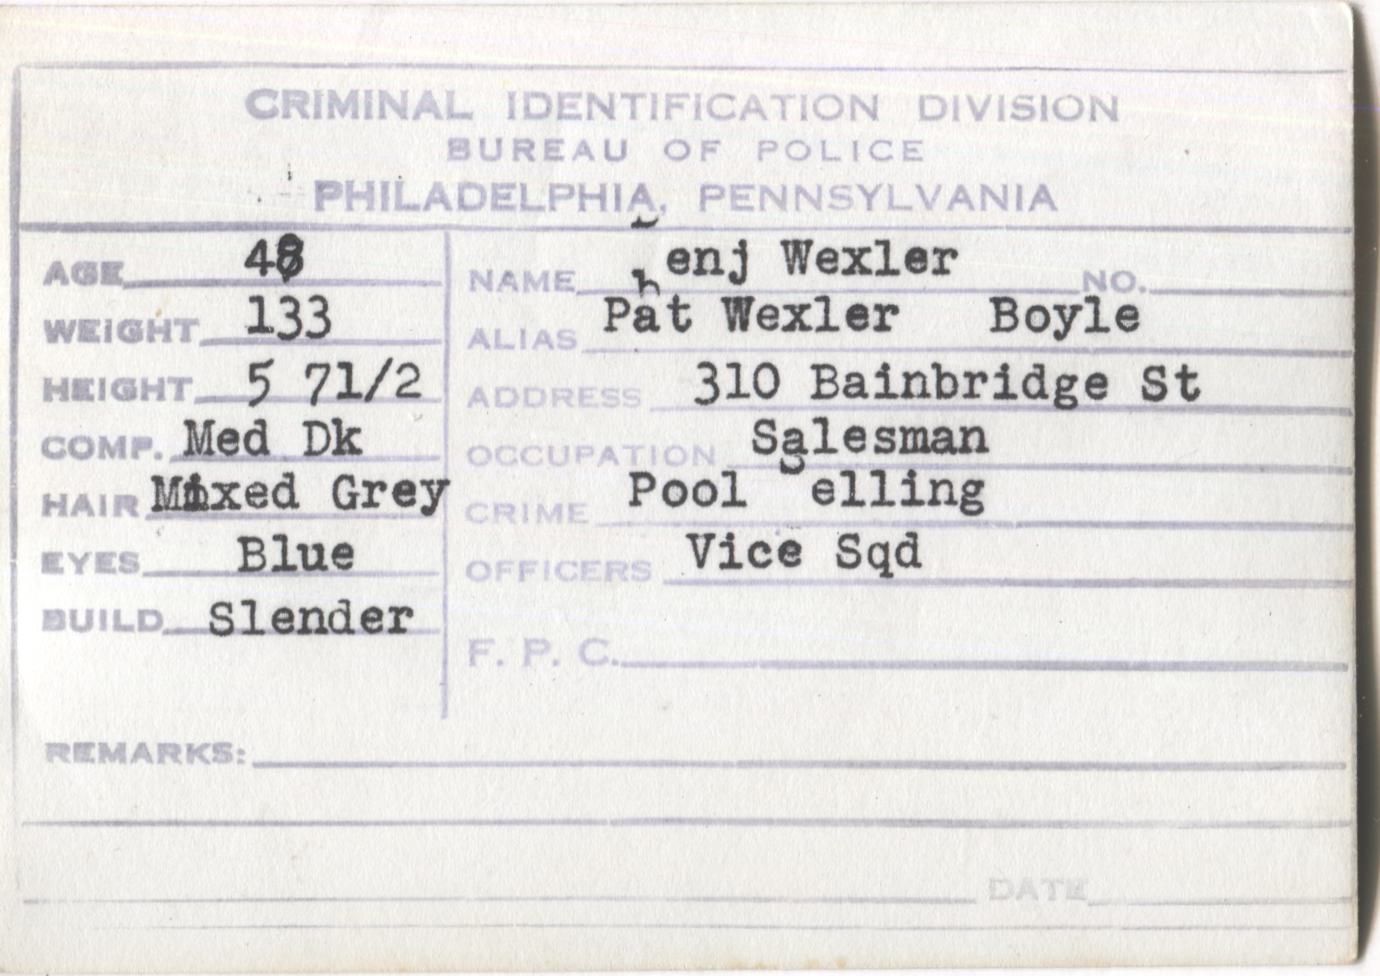 CRIMINAL IDENTIFICATION DIVISION
BUREAU OF POLICE
PHILADELPHIA, PENNSYLVANIA
AGE 48
WEIGHT 133
HEIGHT 5 71/2
COMP. Med Dk
HAIR Mixed Grey
EYES Blue
BUILD Slender
NAME Benj Wexler NO.
ALIAS Pat Wexler Boyle
ADDRESS 310 Bainbridge St
OCCUPATION Salesman
CRIME Pool Selling
OFFICERS Vice Sqd
F. P. C.
REMARKS:
DATE